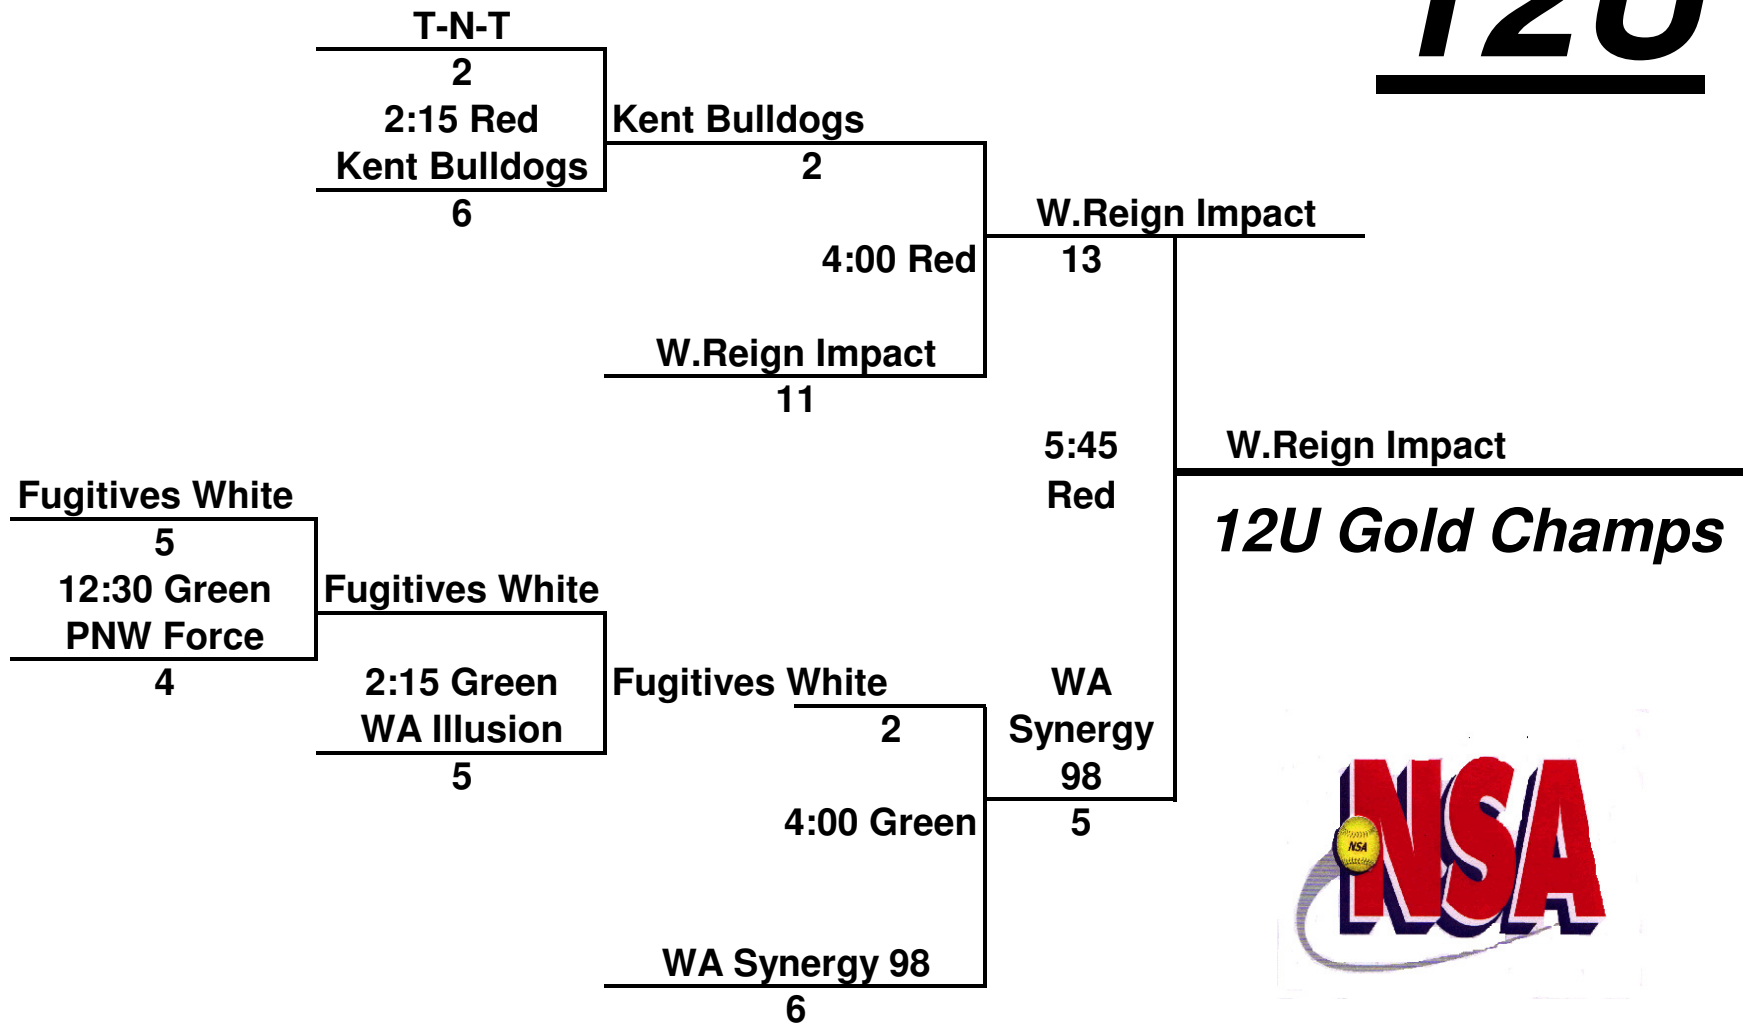 12U
T-N-T
2
2:15 Red
Kent Bulldogs
Kent Bulldogs
2
6
W.Reign Impact
4:00 Red
13
W.Reign Impact
11
5:45
W.Reign Impact
Fugitives White
Red
5
12U Gold Champs
12:30 Green
Fugitives White
PNW Force
4
2:15 Green
Fugitives White
WA
WA Illusion
2
Synergy
5
98
4:00 Green
5
NSA
NSA
WA Synergy 98
6